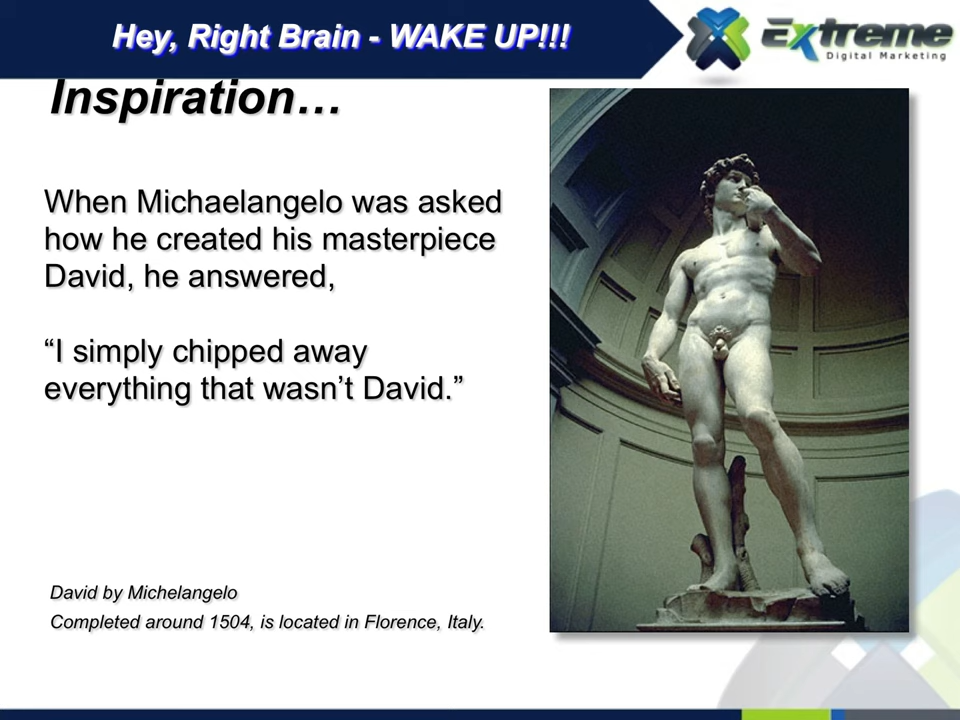 Hey, Right Brain - WAKE UP!!!
Extreme
Digital Marketing
Inspiration…
When Michaelangelo was asked
how he created his masterpiece
David, he answered,
“I simply chipped away
everything that wasn’t David.”
David by Michelangelo
Completed around 1504, is located in Florence, Italy.